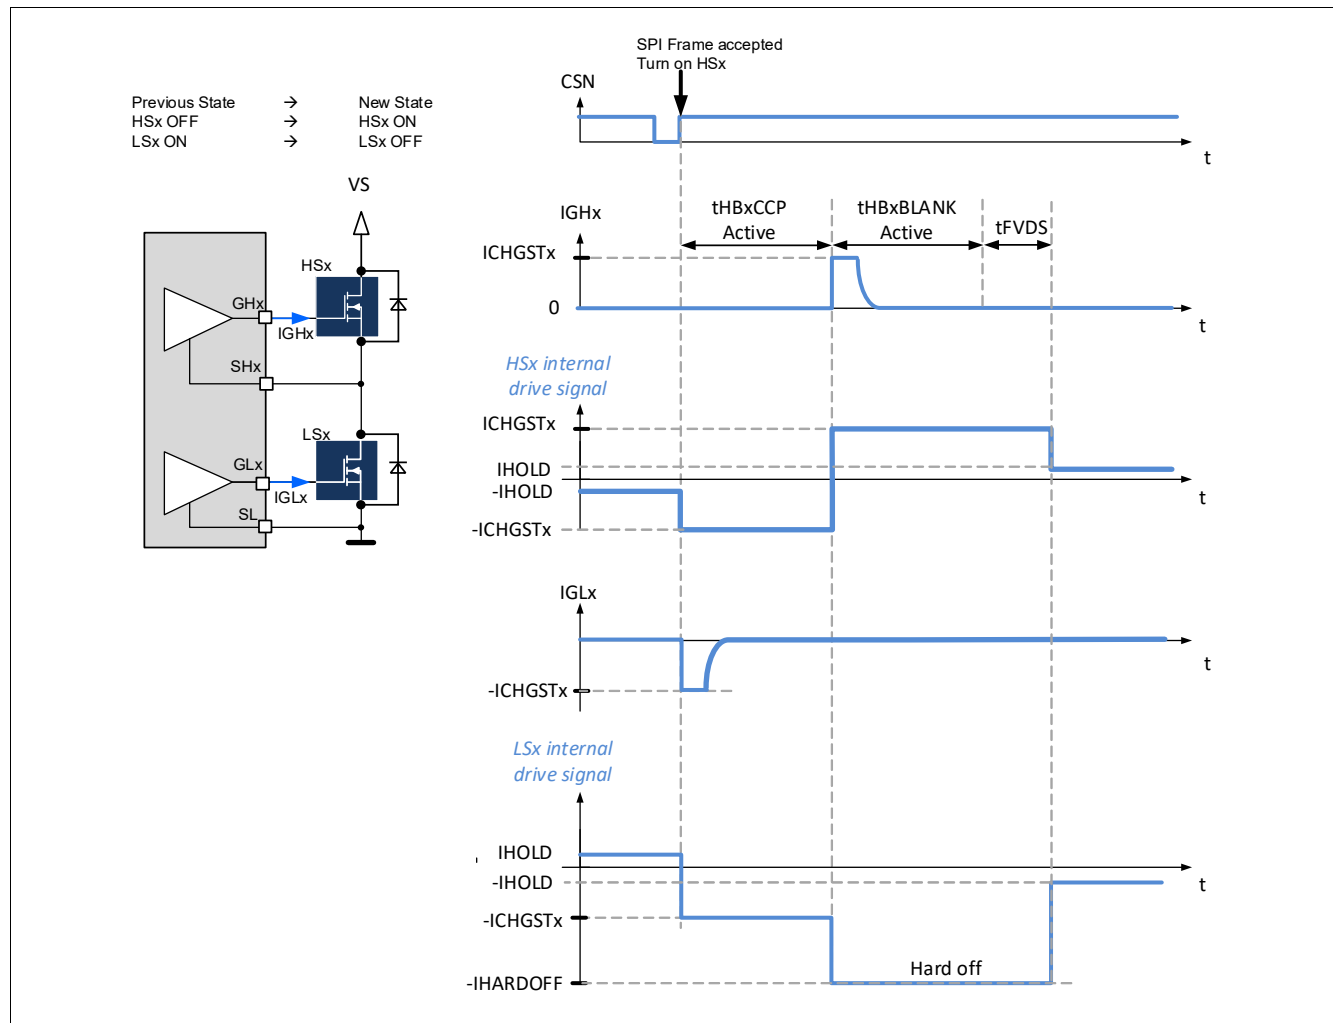 SPI Frame accepted
Turn on HSx
CSN
t
Previous State → New State
HSx OFF → HSx ON
LSx ON → LSx OFF
VS
HSx
GHx
IGHx
SHx
LSx
GLx
IGLx
SL
IGHx
tHBxCCP
Active
tHBxBLANK
Active
tFVDS
ICHGSTx
0
t
HSx internal
drive signal
ICHGSTx
IHOLD
-IHOLD
-ICHGSTx
t
IGLx
-ICHGSTx
t
LSx internal
drive signal
IHOLD
-IHOLD
-ICHGSTx
-IHARDOFF
Hard off
t